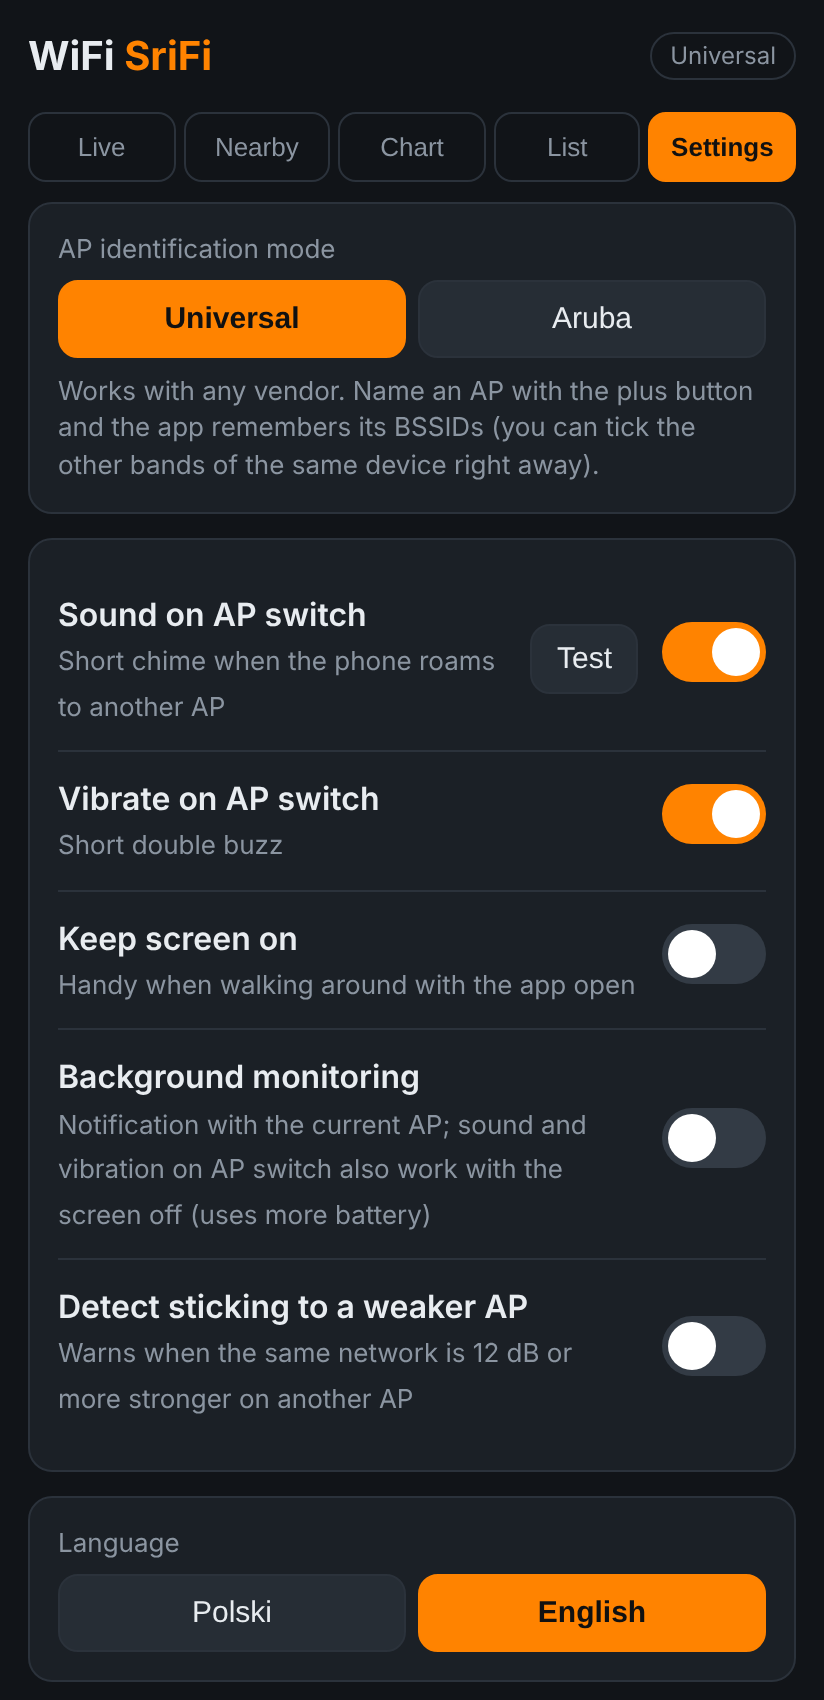 WiFi SriFi
Universal
Live
Nearby
Chart
List
Settings
AP identification mode
Universal
Aruba
Works with any vendor. Name an AP with the plus button
and the app remembers its BSSIDs (you can tick the
other bands of the same device right away).
Sound on AP switch
Short chime when the phone roams
to another AP
Test
Vibrate on AP switch
Short double buzz
Keep screen on
Handy when walking around with the app open
Background monitoring
Notification with the current AP; sound and
vibration on AP switch also work with the
screen off (uses more battery)
Detect sticking to a weaker AP
Warns when the same network is 12 dB or
more stronger on another AP
Language
Polski
English